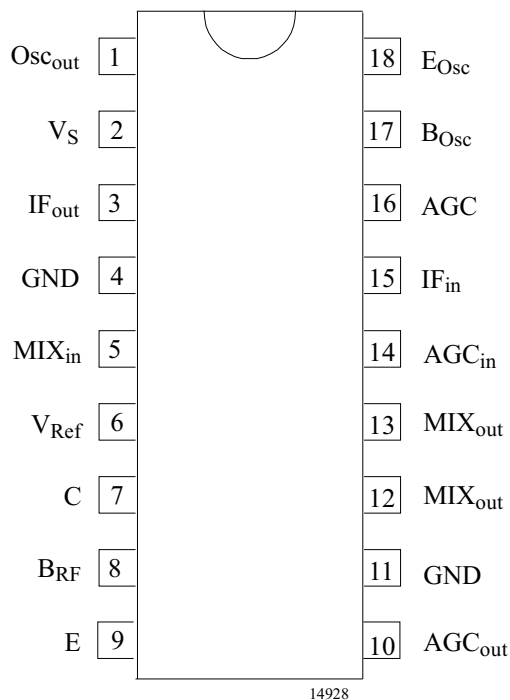 Osc_out 1 18 E_Osc
V_S 2 17 B_Osc
IF_out 3 16 AGC
GND 4 15 IF_in
MIX_in 5 14 AGC_in
V_Ref 6 13 MIX_out
C 7 12 MIX_out
B_RF 8 11 GND
E 9 10 AGC_out
14928